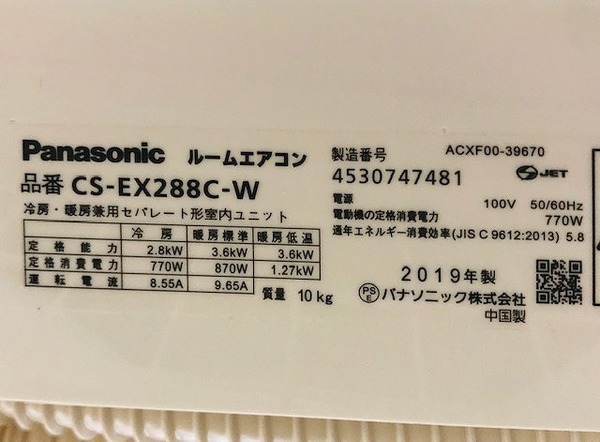 Panasonic ルームエアコン
品番 CS-EX288C-W
冷房・暖房兼用セパレート形室内ユニット
冷房 暖房標準 暖房低温
定格能力 2.8kW 3.6kW 3.6kW
定格消費電力 770W 870W 1.27kW
運転電流 8.55A 9.65A
質量 10 kg
製造番号 ACXF00-39670
4530747481
JET
電源 100V 50/60Hz
電動機の定格消費電力 770W
通年エネルギー消費効率(JIS C 9612:2013) 5.8
2019年製
PS E パナソニック株式会社
中国製